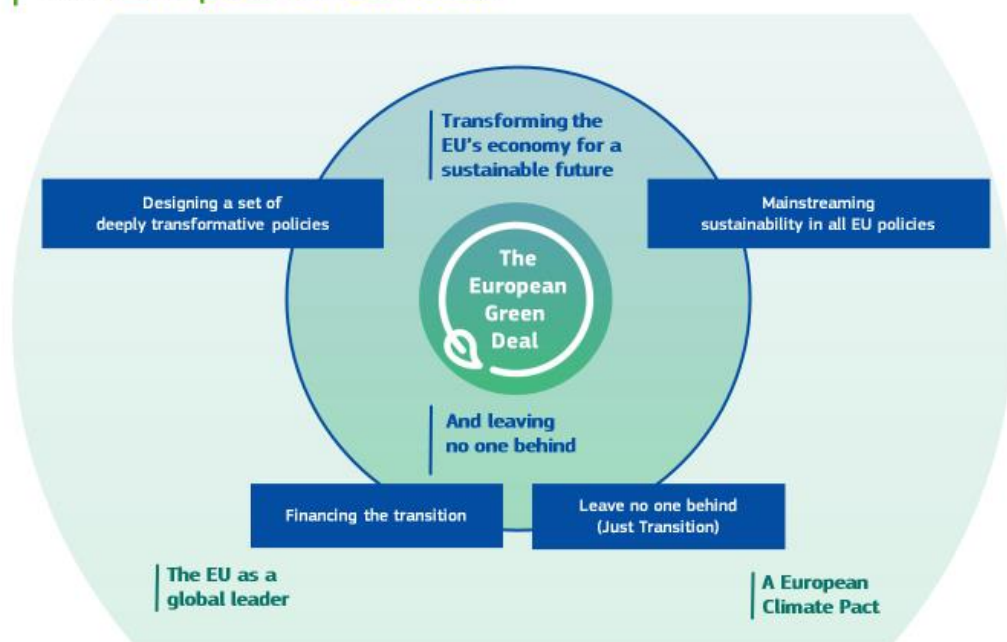 Transforming the
EU's economy for a
sustainable future
Designing a set of
deeply transformative policies
Mainstreaming
sustainability in all EU policies
The
European
Green
Deal
And leaving
no one behind
Financing the transition
Leave no one behind
(Just Transition)
The EU as a
global leader
A European
Climate Pact